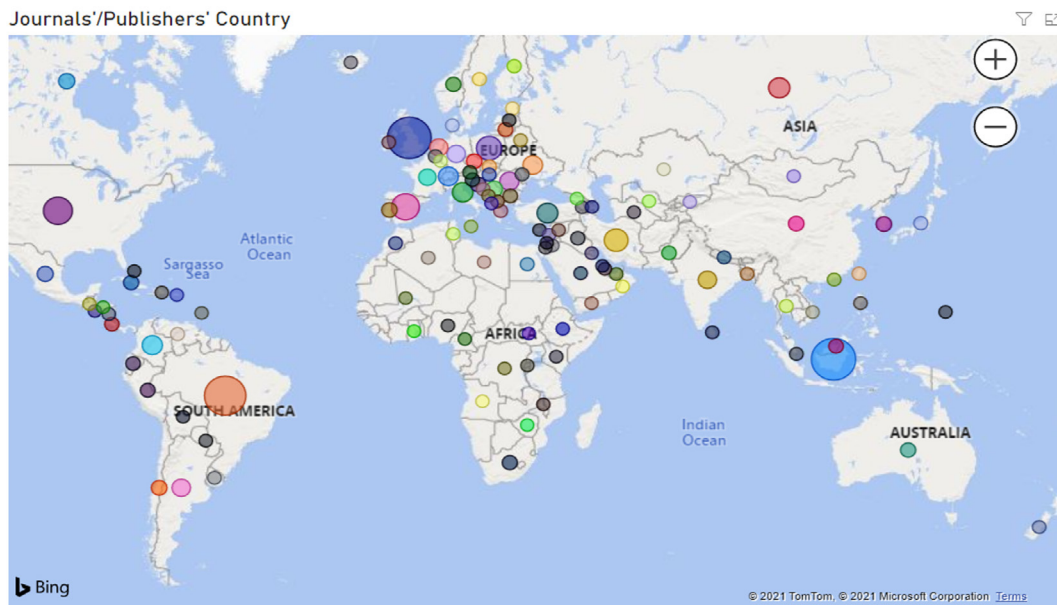 Journals'/Publishers' Country
+
−
ASIA
EUROPE
Atlantic
Ocean
Sargasso
Sea
AFRICA
SOUTH AMERICA
Indian
Ocean
AUSTRALIA
Bing
© 2021 TomTom, © 2021 Microsoft Corporation Terms